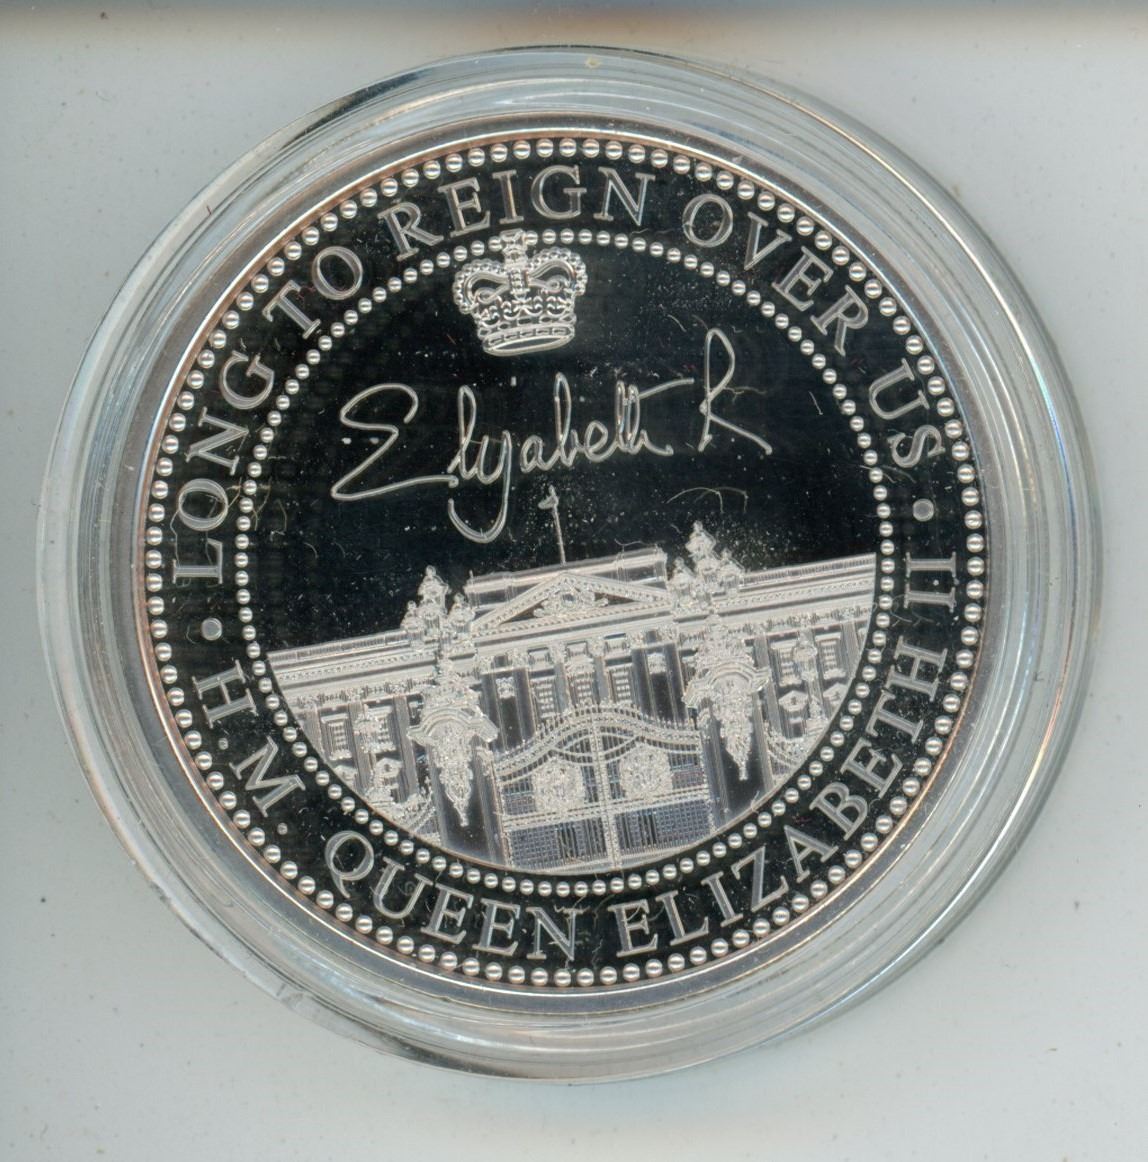 LONG TO REIGN OVER US
Elizabeth R
H.M. QUEEN ELIZABETH II